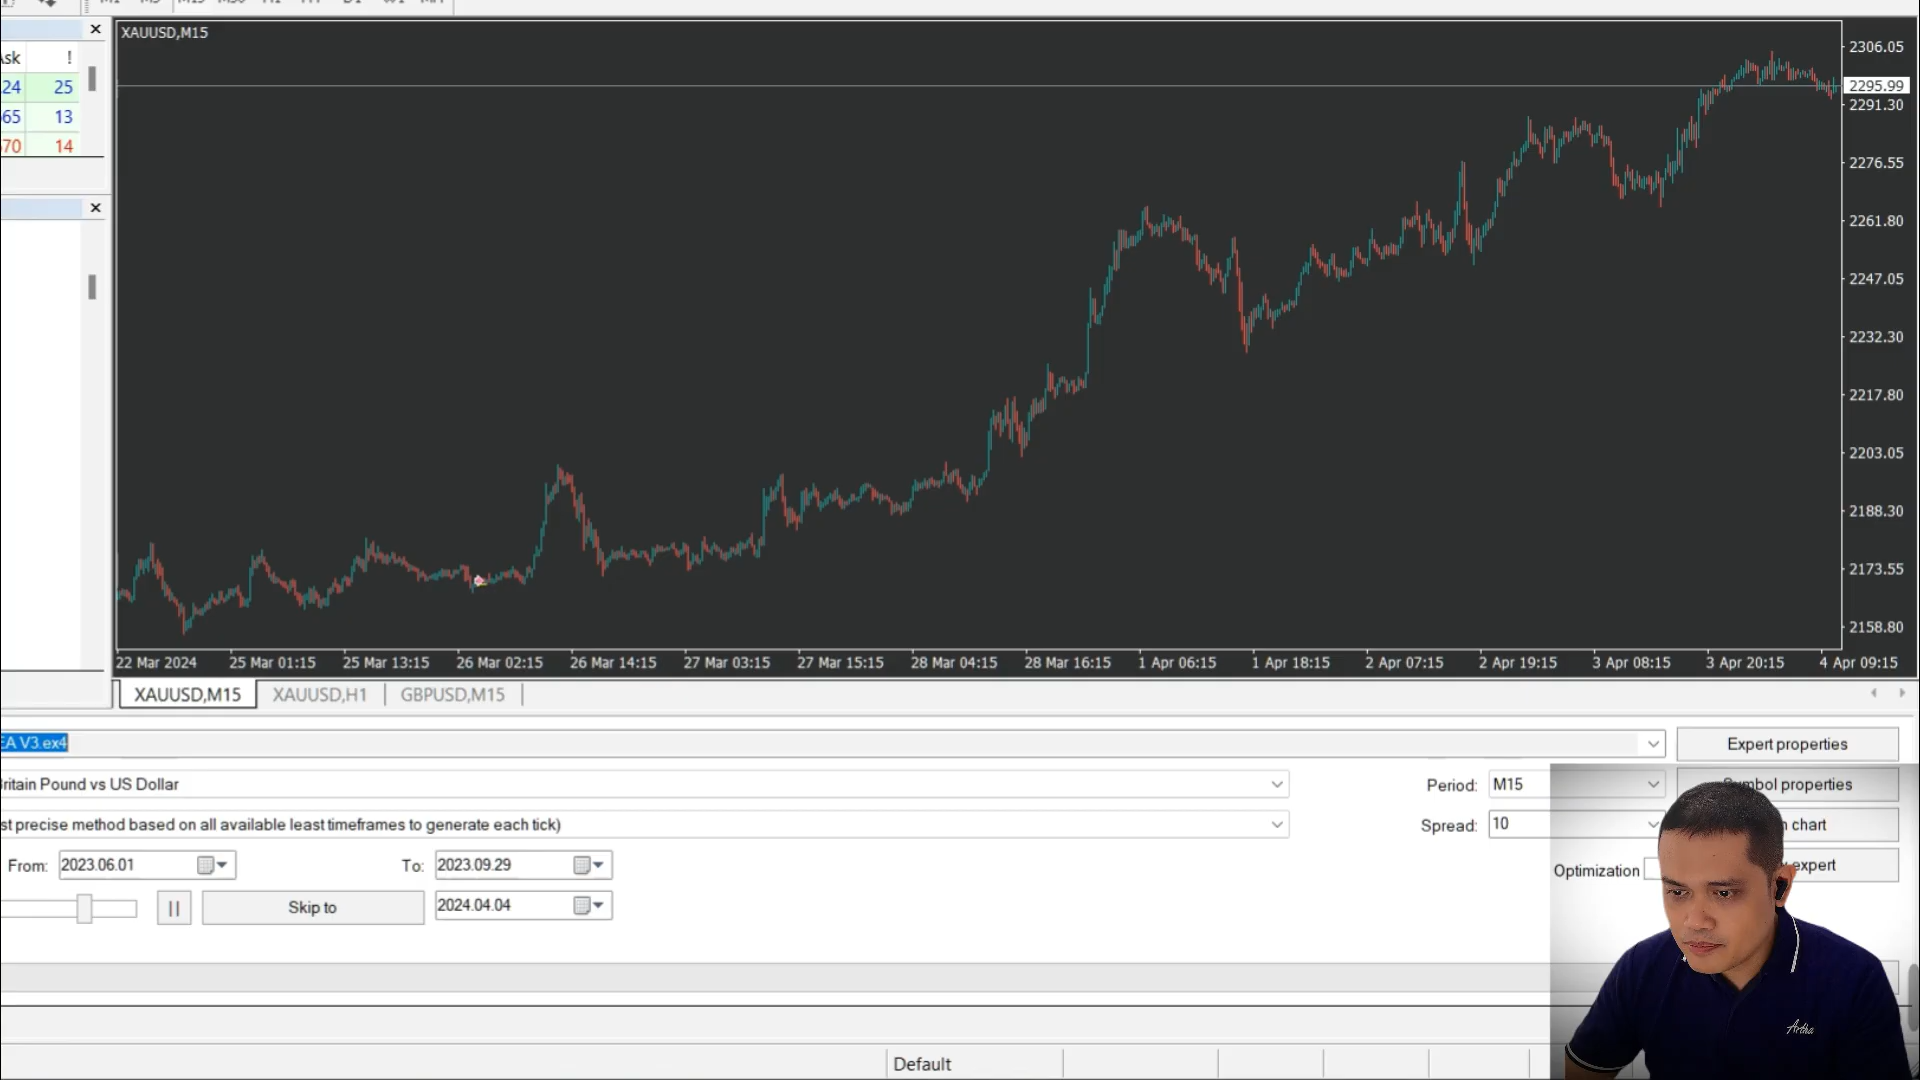 XAUUSD,M15
Ask !
24 25
65 13
670 14
2306.05
2295.99
2291.30
2276.55
2261.80
2247.05
2232.30
2217.80
2203.05
2188.30
2173.55
2158.80
22 Mar 2024 25 Mar 01:15 25 Mar 13:15 26 Mar 02:15 26 Mar 14:15 27 Mar 03:15 27 Mar 15:15 28 Mar 04:15 28 Mar 16:15 1 Apr 06:15 1 Apr 18:15 2 Apr 07:15 2 Apr 19:15 3 Apr 08:15 3 Apr 20:15 4 Apr 09:15
XAUUSD,M15 XAUUSD,H1 GBPUSD,M15
EA V3.ex4 Expert properties
Britain Pound vs US Dollar Period: M15 Symbol properties
st precise method based on all available least timeframes to generate each tick) Spread: 10 chart
From: 2023.06.01 To: 2023.09.29 Optimization expert
Skip to 2024.04.04
Artha
Default